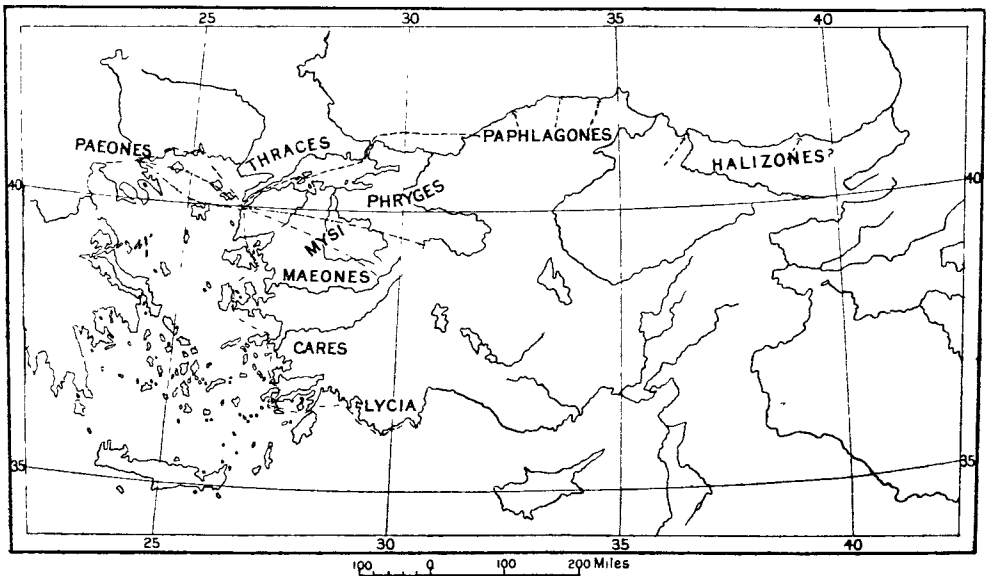 25 30 35 40
PAEONES
THRACES
PAPHLAGONES
HALIZONES?
40 40
PHRYGES
MYSI
MAEONES
CARES
LYCIA
35 35
25 30 35 40
100 0 100 200 Miles